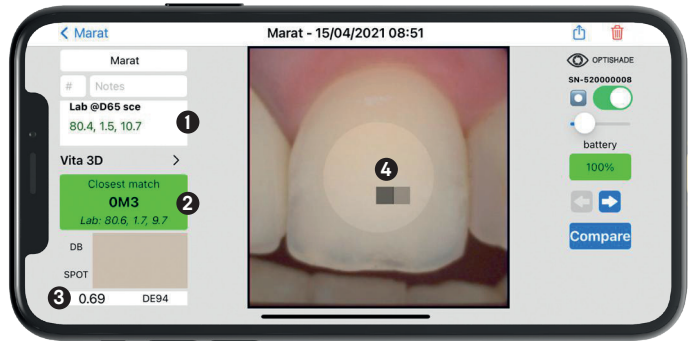 Marat
Marat - 15/04/2021 08:51
Marat
# Notes
Lab @D65 sce
80.4, 1.5, 10.7
1
Vita 3D
Closest match
0M3
Lab: 80.6, 1.7, 9.7
2
DB
SPOT
3
0.69 DE94
4
OPTISHADE
SN-520000008
battery
100%
Compare